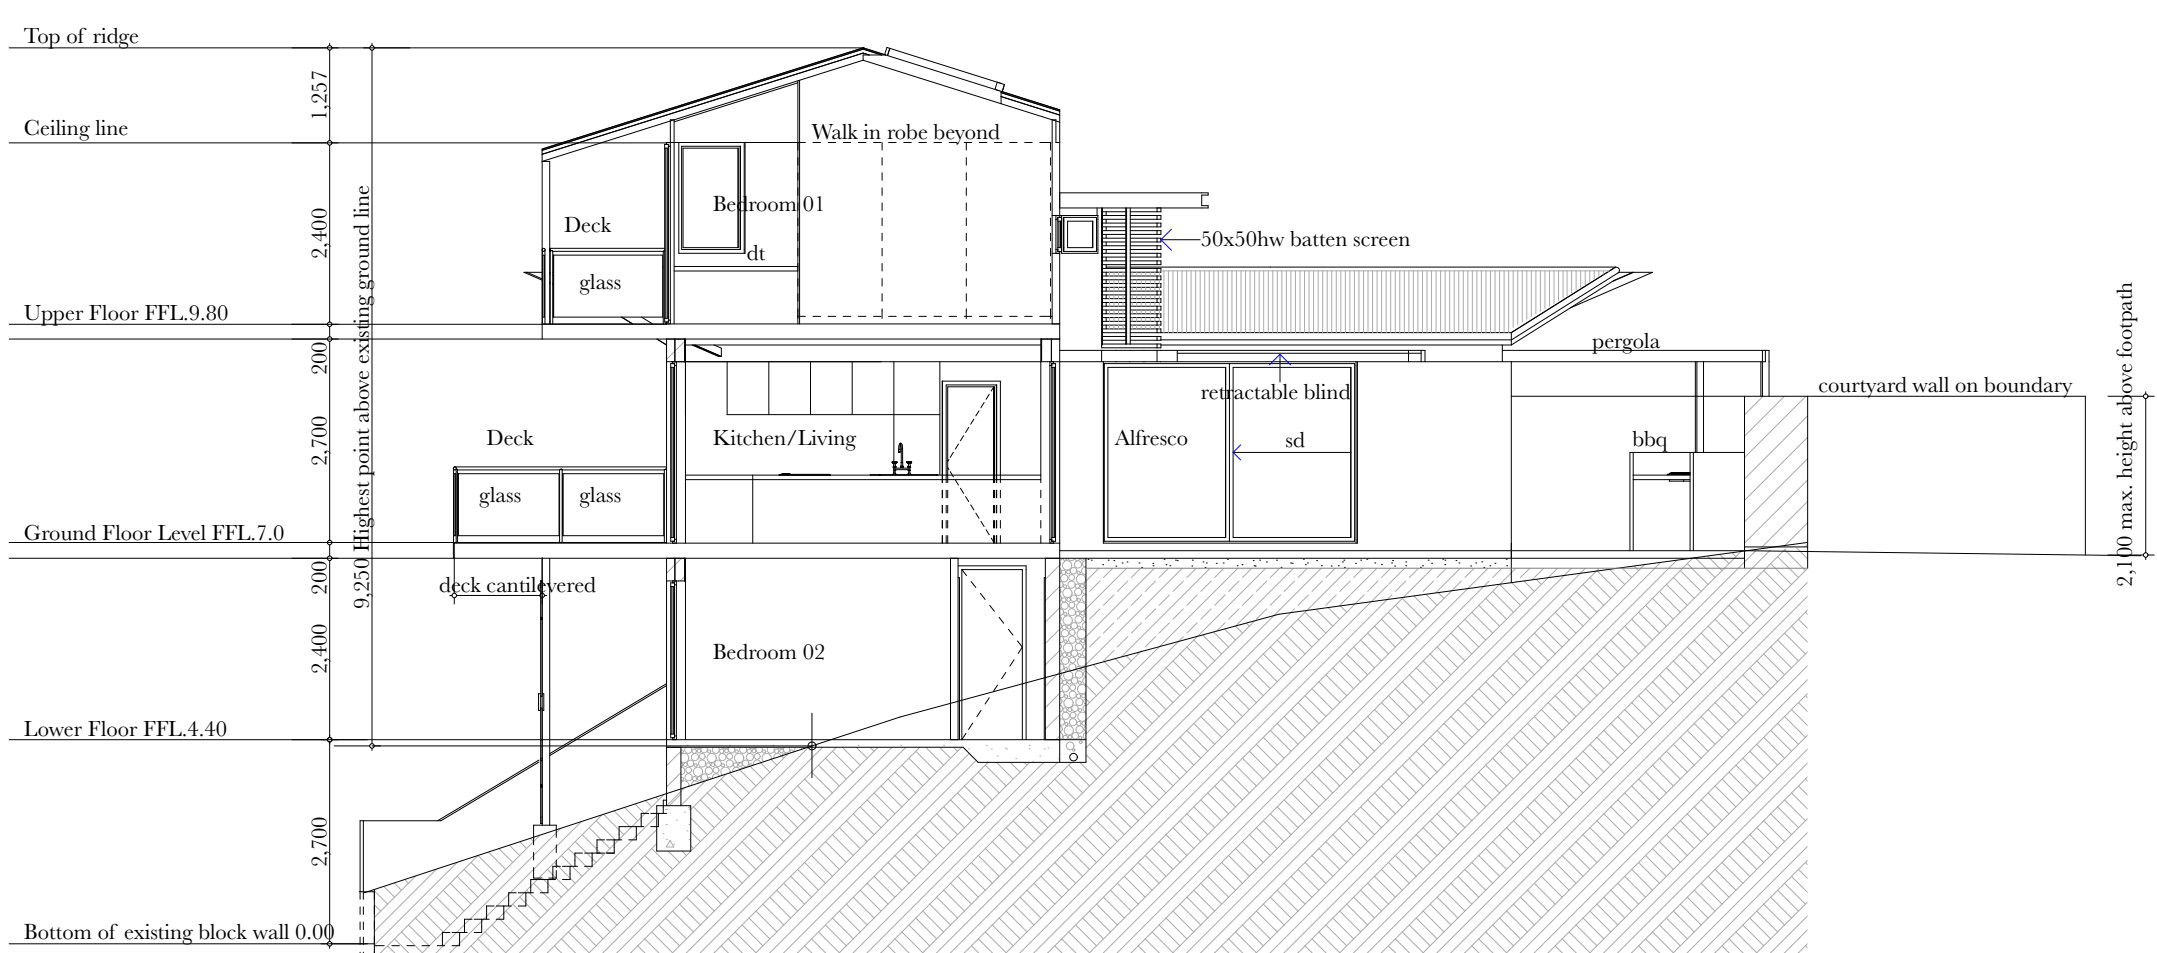 Top of ridge
1,257
Ceiling line
Walk in robe beyond
2,400
9,250 Highest point above existing ground line
Bedroom 01
Deck
dt
glass
50x50hw batten screen
Upper Floor FFL.9.80
200
pergola
retractable blind
courtyard wall on boundary
2,100 max. height above footpath
2,700
Deck
Kitchen/Living
Alfresco
sd
bbq
glass
glass
Ground Floor Level FFL.7.0
200
deck cantilevered
2,400
Bedroom 02
Lower Floor FFL.4.40
2,700
Bottom of existing block wall 0.00